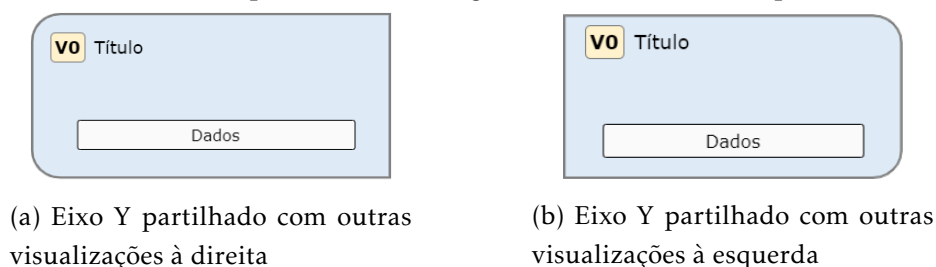 V0 Título
Dados
(a) Eixo Y partilhado com outras
visualizações à direita
V0 Título
Dados
(b) Eixo Y partilhado com outras
visualizações à esquerda